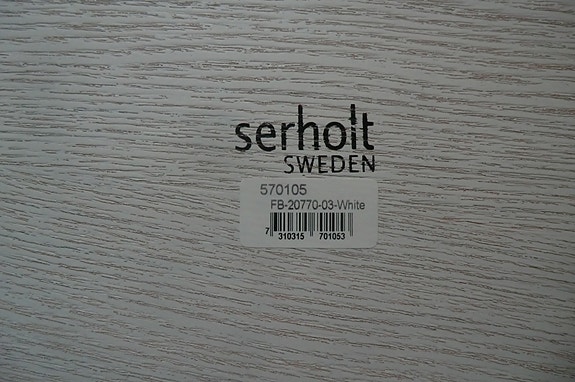 serholt
SWEDEN
570105
FB-20770-03-White
7 310315 701053